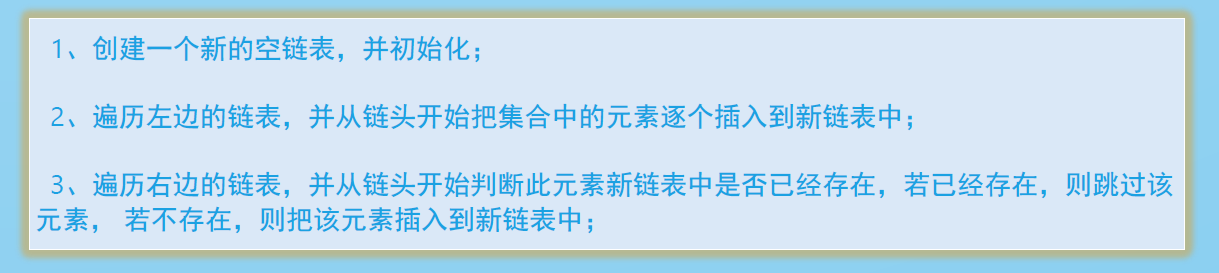 1、创建一个新的空链表，并初始化；
2、遍历左边的链表，并从链头开始把集合中的元素逐个插入到新链表中；
3、遍历右边的链表，并从链头开始判断此元素新链表中是否已经存在，若已经存在，则跳过该
元素， 若不存在，则把该元素插入到新链表中；